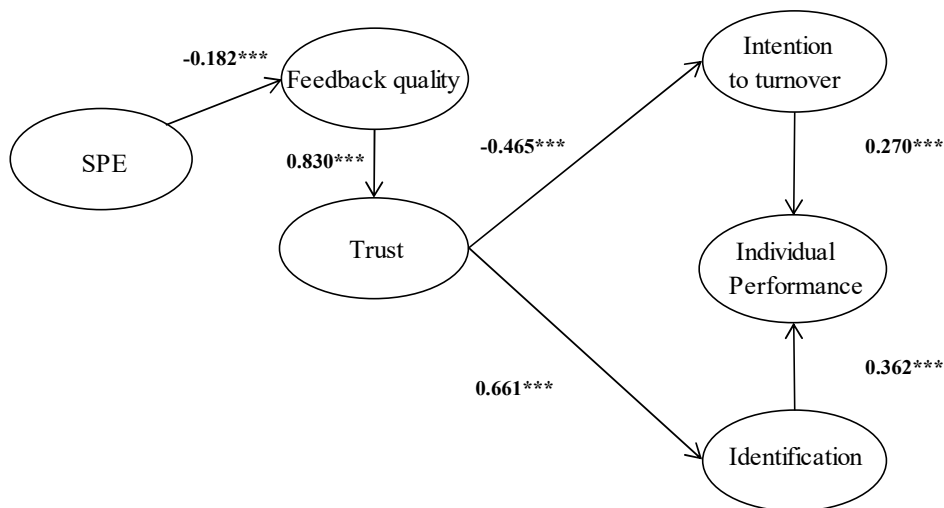 -0.182***
Feedback quality
SPE
0.830***
Trust
-0.465***
0.661***
Intention
to turnover
0.270***
Individual
Performance
0.362***
Identification